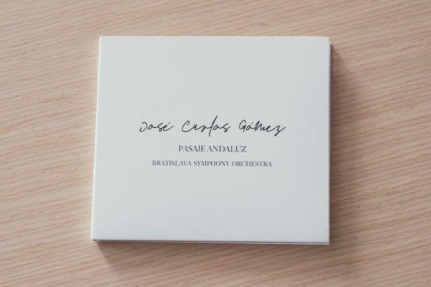 José Carlos Gómez
PASAJE ANDALUZ
BRATISLAVA SYMPHONY ORCHESTRA